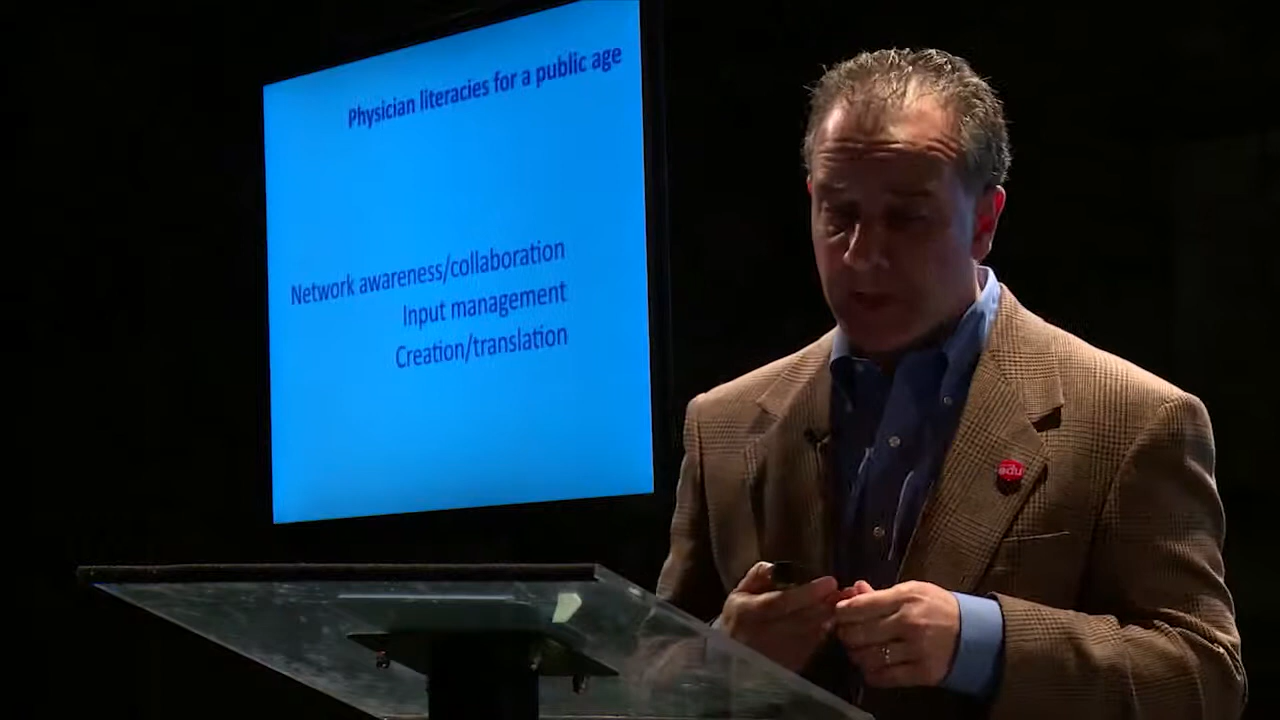 Physician literacies for a public age
Network awareness/collaboration
Input management
Creation/translation
edu